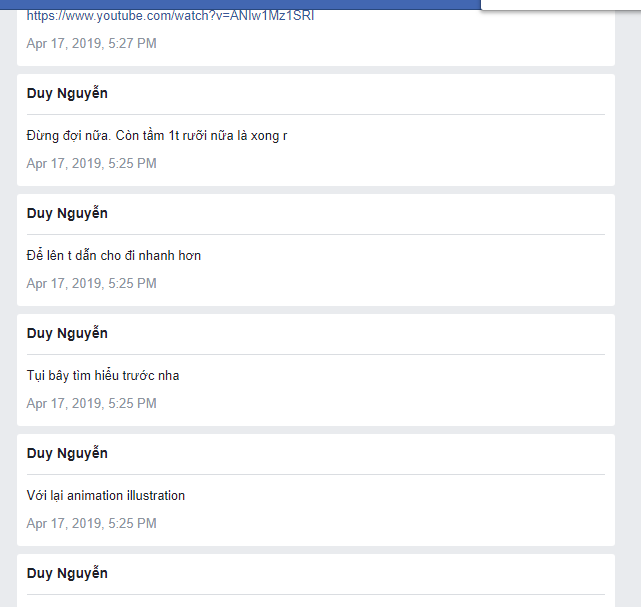 https://www.youtube.com/watch?v=ANIw1Mz1SRI
Apr 17, 2019, 5:27 PM
Duy Nguyễn
Đừng đợi nữa. Còn tầm 1t rưỡi nữa là xong r
Apr 17, 2019, 5:25 PM
Duy Nguyễn
Để lên t dẫn cho đi nhanh hơn
Apr 17, 2019, 5:25 PM
Duy Nguyễn
Tụi bây tìm hiểu trước nha
Apr 17, 2019, 5:25 PM
Duy Nguyễn
Với lại animation illustration
Apr 17, 2019, 5:25 PM
Duy Nguyễn